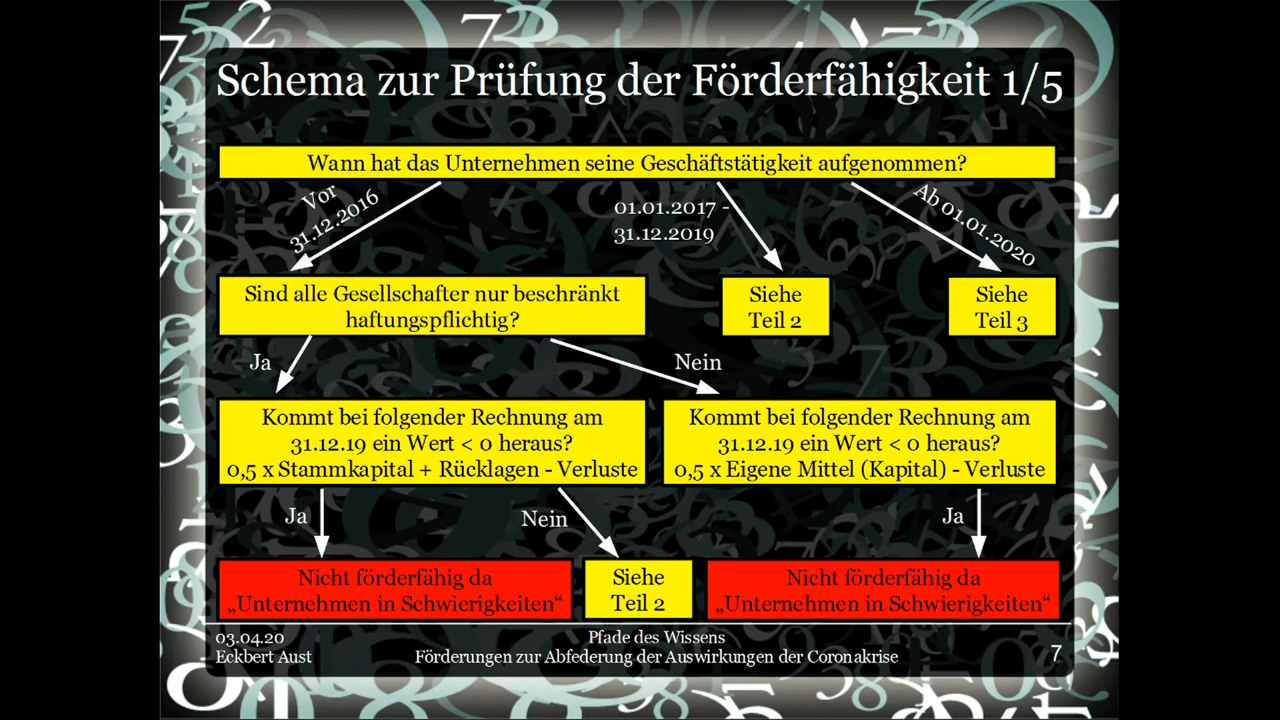 Schema zur Prüfung der Förderfähigkeit 1/5
Wann hat das Unternehmen seine Geschäftstätigkeit aufgenommen?
Vor
31.12.2016
01.01.2017 -
31.12.2019
Ab 01.01.2020
Sind alle Gesellschafter nur beschränkt
haftungspflichtig?
Siehe
Teil 2
Siehe
Teil 3
Ja
Nein
Kommt bei folgender Rechnung am
31.12.19 ein Wert < 0 heraus?
0,5 x Stammkapital + Rücklagen - Verluste
Kommt bei folgender Rechnung am
31.12.19 ein Wert < 0 heraus?
0,5 x Eigene Mittel (Kapital) - Verluste
Ja
Nein
Ja
Nicht förderfähig da
„Unternehmen in Schwierigkeiten“
Siehe
Teil 2
Nicht förderfähig da
„Unternehmen in Schwierigkeiten“
03.04.20
Eckbert Aust
Pfade des Wissens
Förderungen zur Abfederung der Auswirkungen der Coronakrise
7